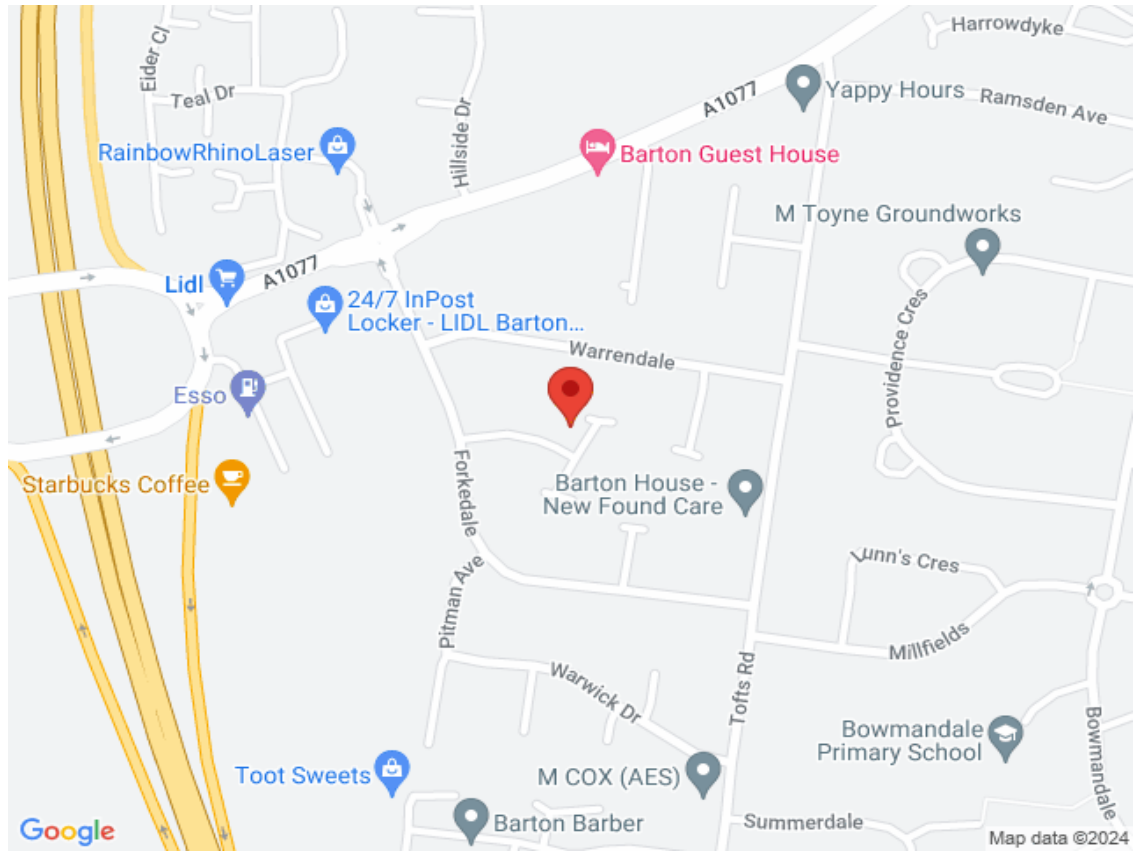 Harrowdyke
Eider Cl
Teal Dr
Hillside Dr
A1077
Yappy Hours
Ramsden Ave
RainbowRhinoLaser
Barton Guest House
M Toyne Groundworks
A1077
Lidl
24/7 InPost
Locker - LIDL Barton...
Warrendale
Providence Cres
Esso
Starbucks Coffee
Forkedale
Barton House -
New Found Care
Lunn's Cres
Pitman Ave
Millfields
Warwick Dr
Tofts Rd
Bowmandale
Primary School
Bowmandale
Toot Sweets
M COX (AES)
Barton Barber
Summerdale
Google
Map data ©2024